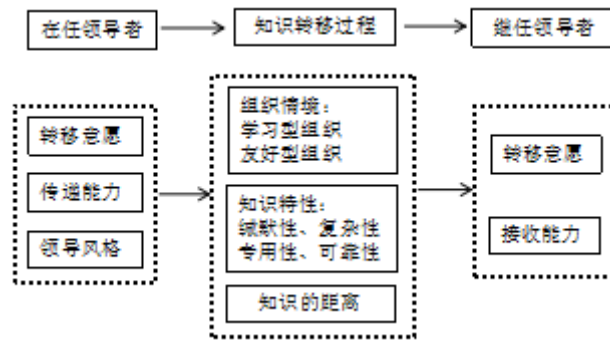 在任领导者
知识转移过程
继任领导者
转移意愿
传递能力
领导风格
组织情境：
学习型组织
友好型组织
知识特性：
缄默性、复杂性
专用性、可靠性
知识的距离
转移意愿
接收能力